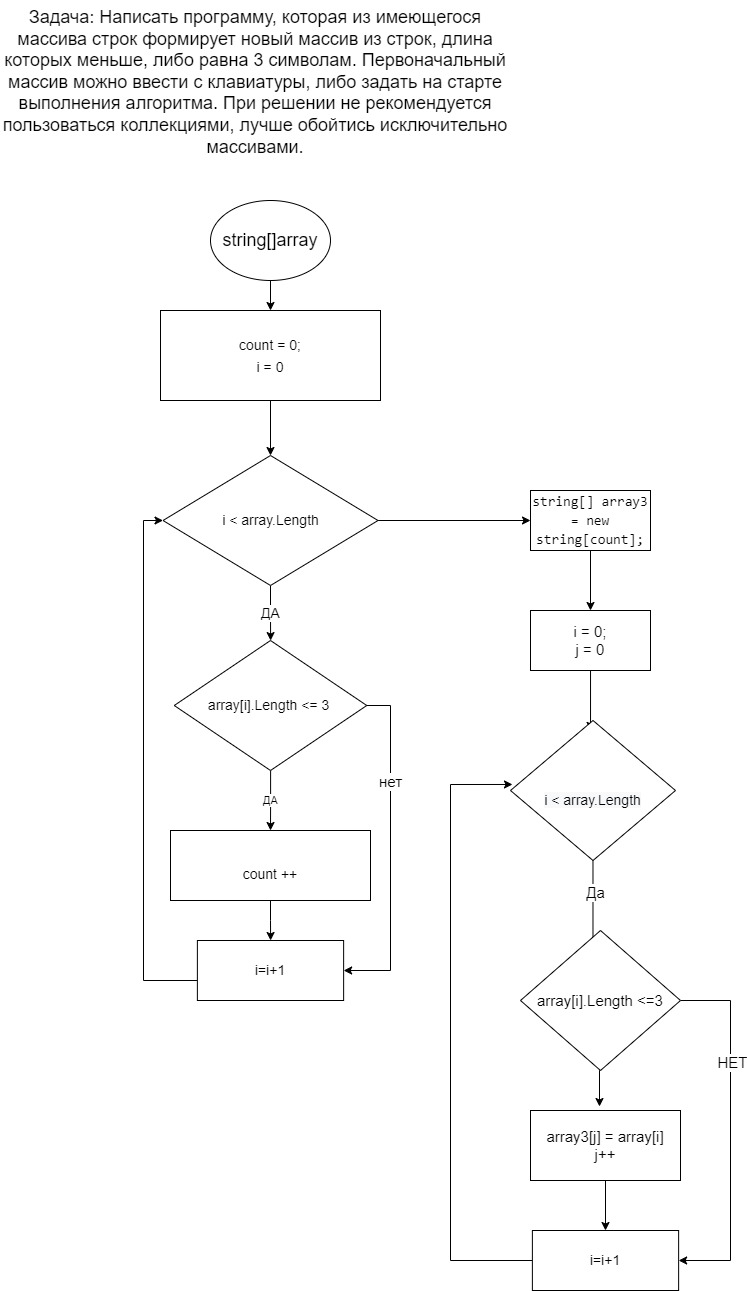 Задача: Написать программу, которая из имеющегося
массива строк формирует новый массив из строк, длина
которых меньше, либо равна 3 символам. Первоначальный
массив можно ввести с клавиатуры, либо задать на старте
выполнения алгоритма. При решении не рекомендуется
пользоваться коллекциями, лучше обойтись исключительно
массивами.
string[]array
count = 0;
i = 0
i < array.Length
ДА
array[i].Length <= 3
нет
ДА
count ++
i=i+1
string[] array3
= new
string[count];
i = 0;
j = 0
i < array.Length
Да
array[i].Length <=3
НЕТ
array3[j] = array[i]
j++
i=i+1